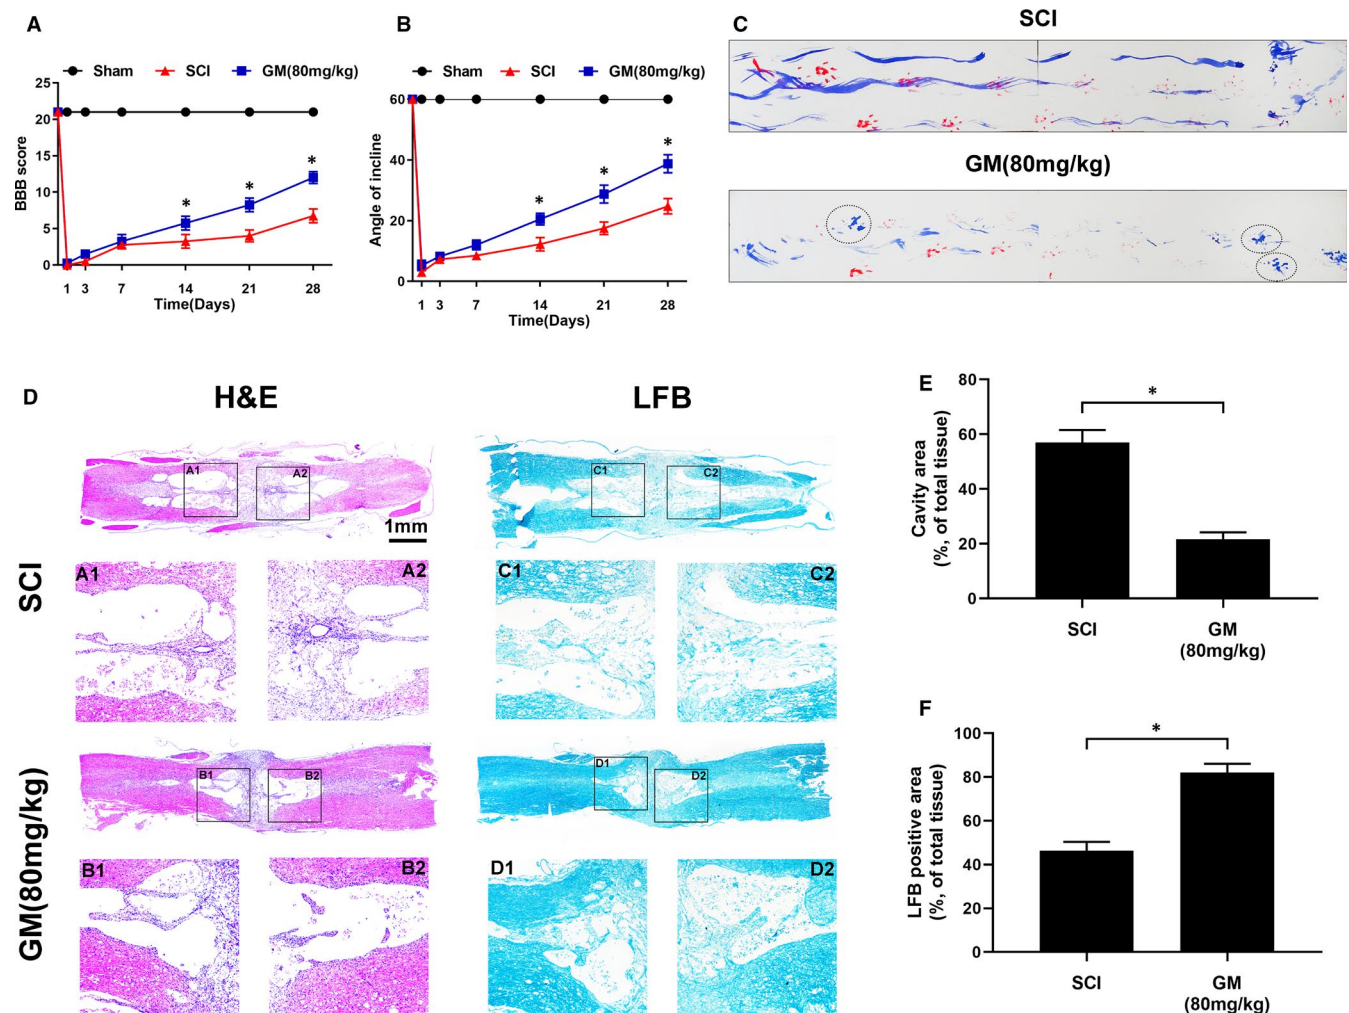 A
Sham SCI GM(80mg/kg)
BBB score
25
20
15
10
5
0
* * *
1 3 7 14 21 28
Time(Days)
B
Sham SCI GM(80mg/kg)
Angle of incline
60
40
20
0
* * *
1 3 7 14 21 28
Time(Days)
C
SCI
GM(80mg/kg)
D
H&E LFB
SCI
A1 A2 C1 C2
1mm
A1 A2 C1 C2
GM(80mg/kg)
B1 B2 D1 D2
B1 B2 D1 D2
E
Cavity area
(%, of total tissue)
80
60
40
20
0
*
SCI GM
(80mg/kg)
F
LFB positive area
(%, of total tissue)
100
80
60
40
20
0
*
SCI GM
(80mg/kg)